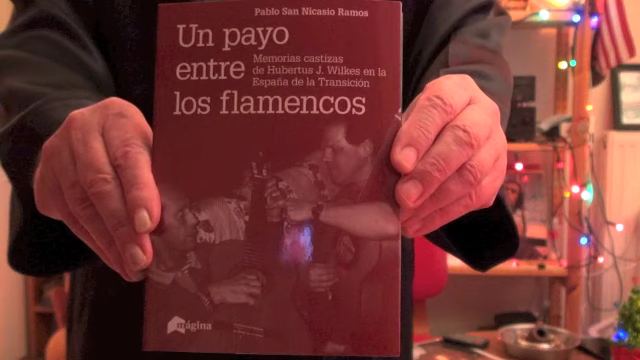 Pablo San Nicasio Ramos
Un payo
entre
Memorias castizas
de Hubertus J. Wilkes en la
España de la Transición
los flamencos
mágina